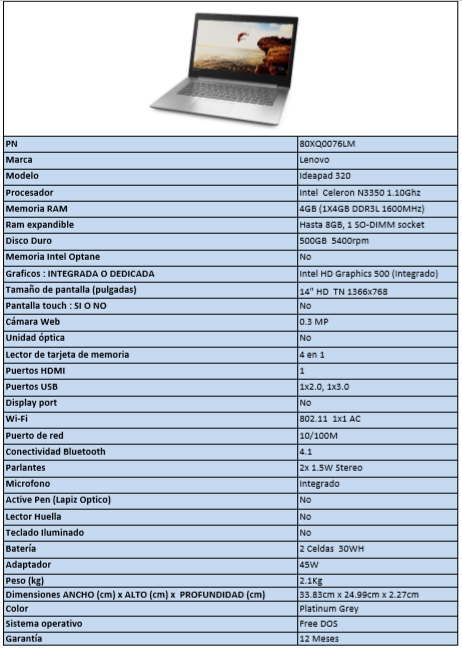 PN 80XQ0076LM
Marca Lenovo
Modelo Ideapad 320
Procesador Intel Celeron N3350 1.10Ghz
Memoria RAM 4GB (1X4GB DDR3L 1600MHz)
Ram expandible Hasta 8GB, 1 SO-DIMM socket
Disco Duro 500GB 5400rpm
Memoria Intel Optane No
Graficos : INTEGRADA O DEDICADA Intel HD Graphics 500 (Integrado)
Tamaño de pantalla (pulgadas) 14" HD TN 1366x768
Pantalla touch : SI O NO No
Cámara Web 0.3 MP
Unidad óptica No
Lector de tarjeta de memoria 4 en 1
Puertos HDMI 1
Puertos USB 1x2.0, 1x3.0
Display port No
Wi-Fi 802.11 1x1 AC
Puerto de red 10/100M
Conectividad Bluetooth 4.1
Parlantes 2x 1.5W Stereo
Microfono Integrado
Active Pen (Lapiz Optico) No
Lector Huella No
Teclado Iluminado No
Batería 2 Celdas 30WH
Adaptador 45W
Peso (kg) 2.1Kg
Dimensiones ANCHO (cm) x ALTO (cm) x PROFUNDIDAD (cm) 33.83cm x 24.99cm x 2.27cm
Color Platinum Grey
Sistema operativo Free DOS
Garantía 12 Meses